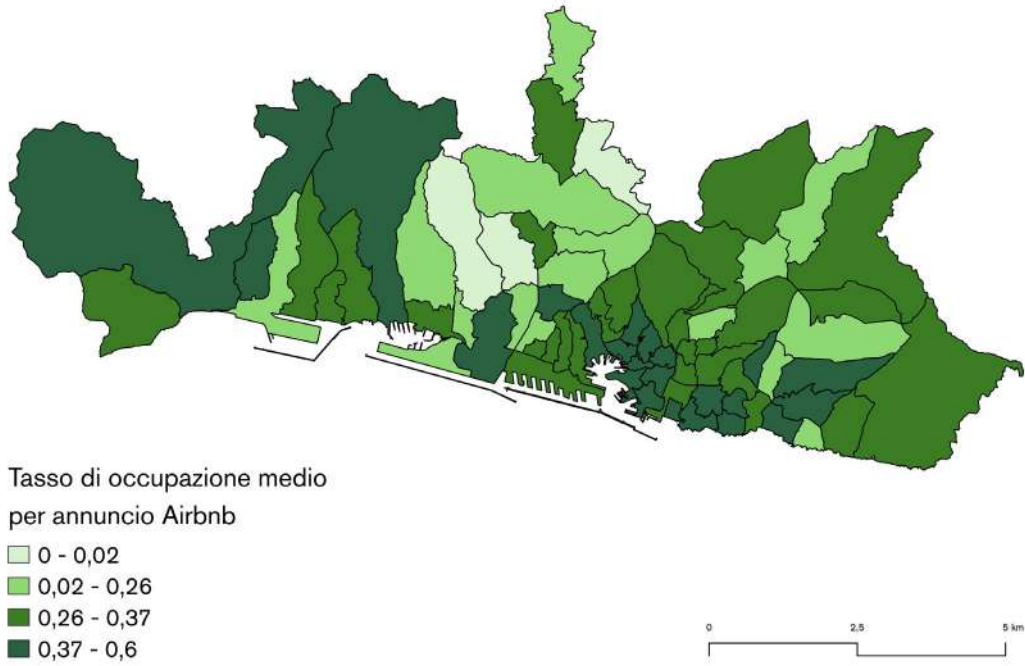 Tasso di occupazione medio
per annuncio Airbnb
0 - 0,02
0,02 - 0,26
0,26 - 0,37
0,37 - 0,6
0 2,5 5 km